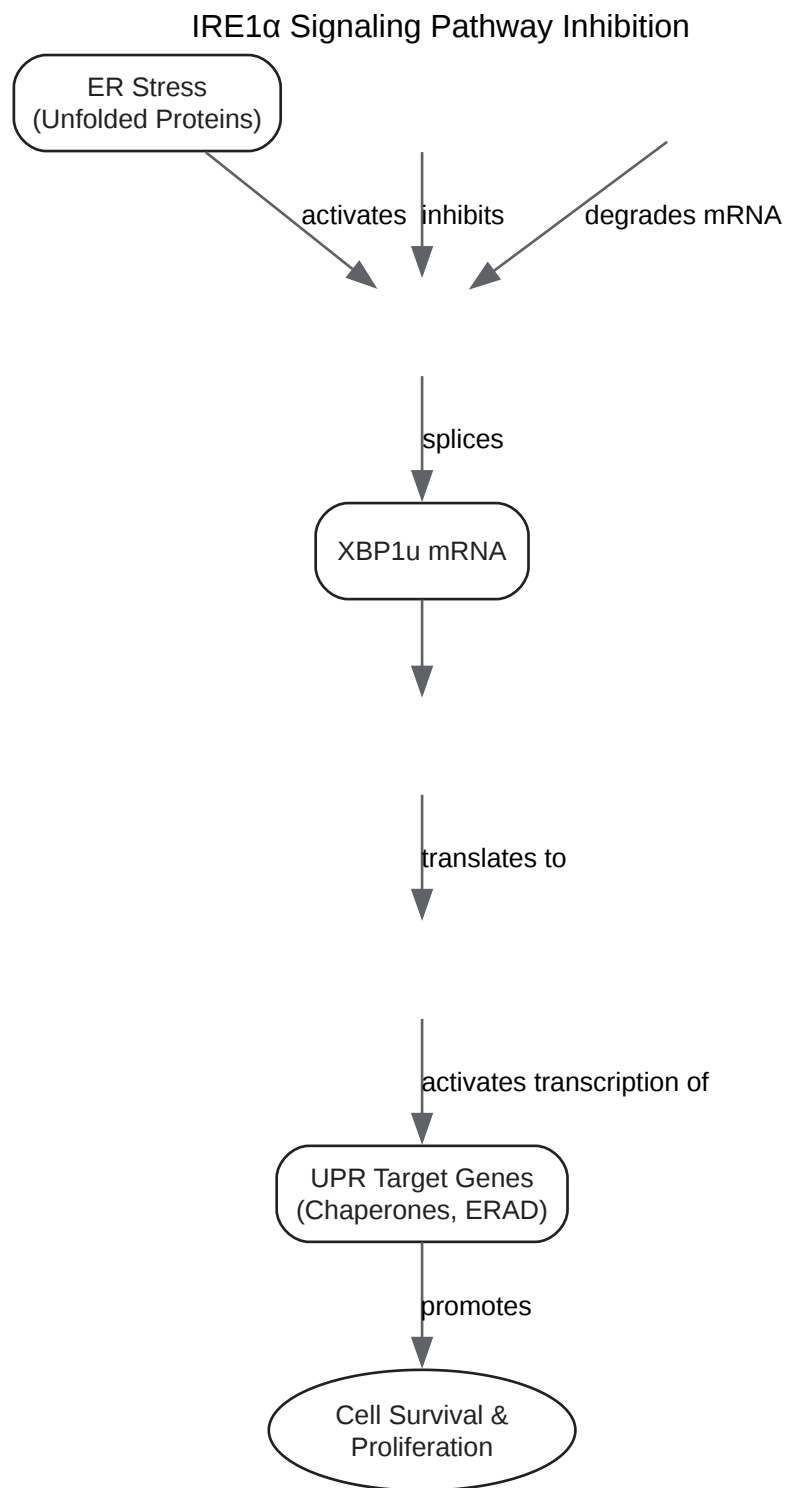 IRE1α Signaling Pathway Inhibition
ER Stress
(Unfolded Proteins)
activates
inhibits
degrades mRNA
splices
XBP1u mRNA
translates to
activates transcription of
UPR Target Genes
(Chaperones, ERAD)
promotes
Cell Survival &
Proliferation